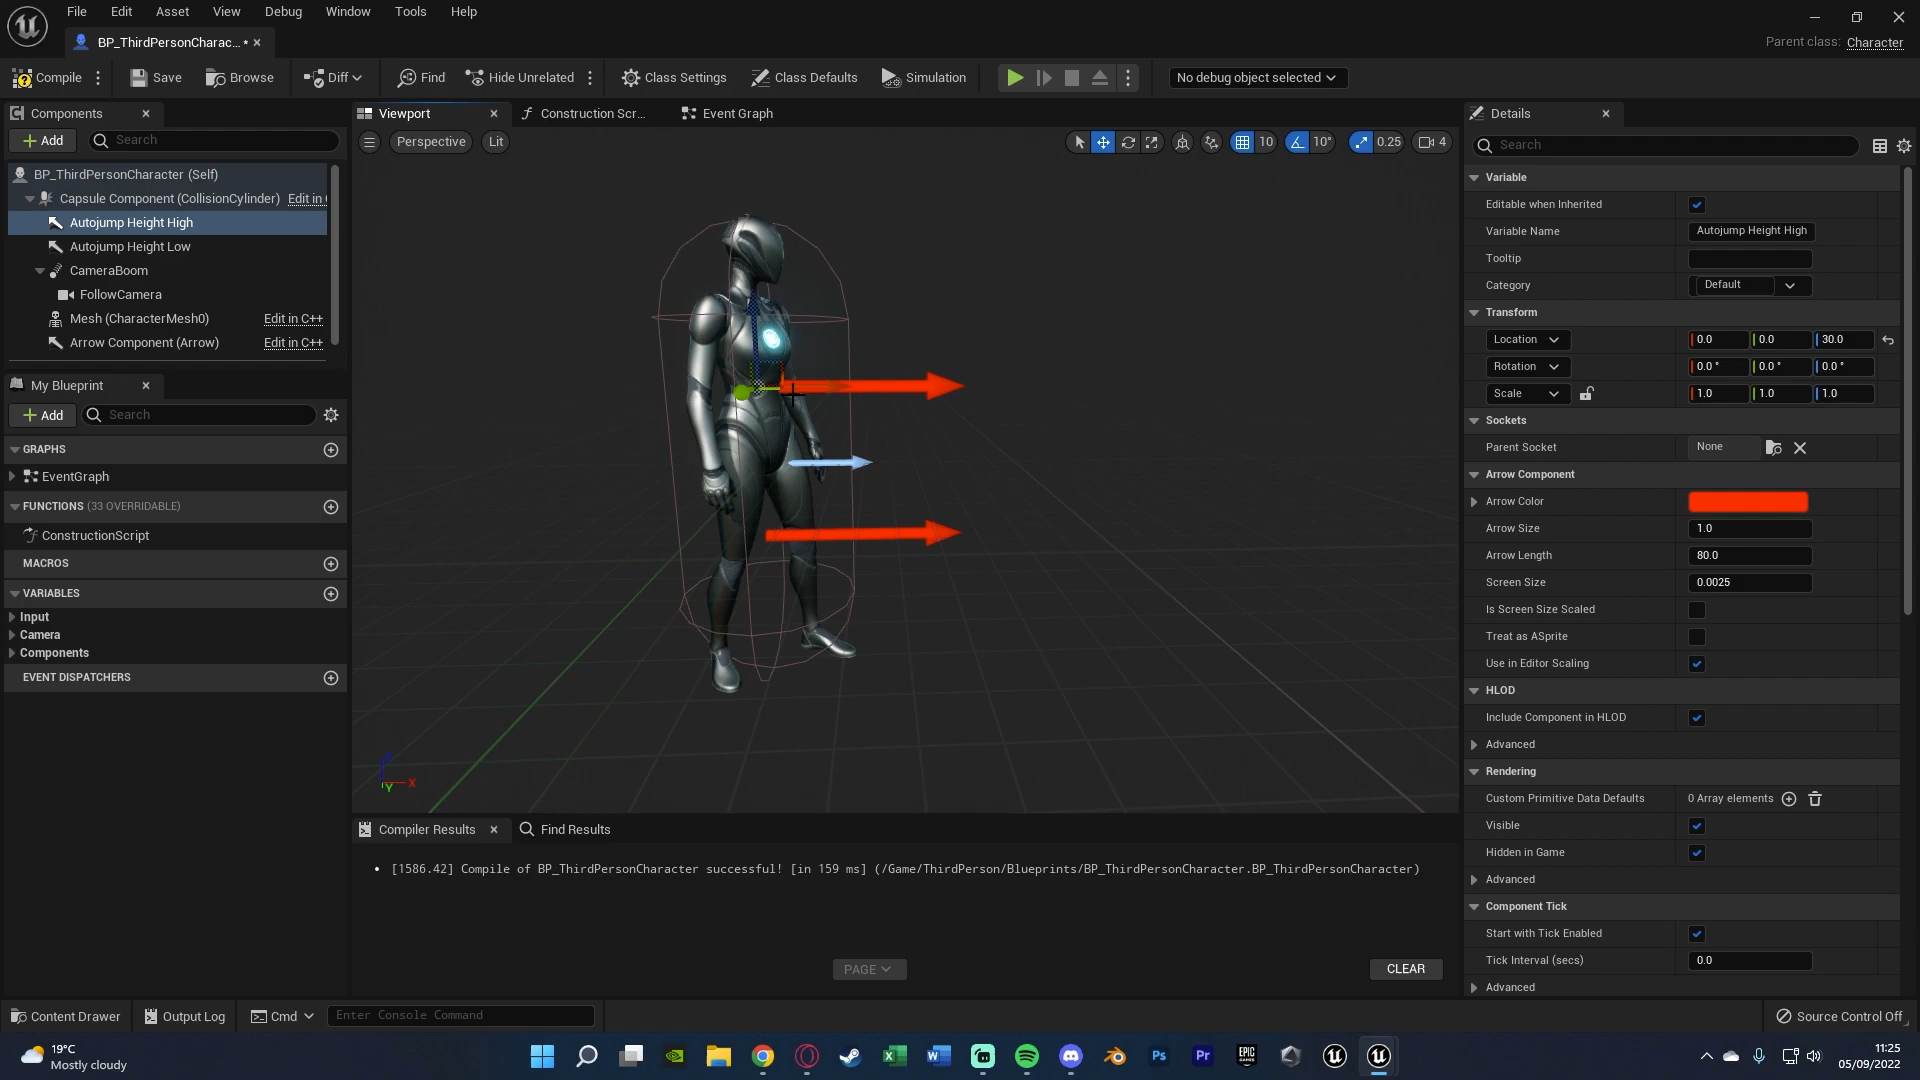 File Edit Asset View Debug Window Tools Help
BP_ThirdPersonCharac... •
Parent class: Character
Compile Save Browse Diff Find Hide Unrelated Class Settings Class Defaults Simulation No debug object selected
Components
Add Search
BP_ThirdPersonCharacter (Self)
Capsule Component (CollisionCylinder) Edit in
Autojump Height High
Autojump Height Low
CameraBoom
FollowCamera
Mesh (CharacterMesh0) Edit in C++
Arrow Component (Arrow) Edit in C++
My Blueprint
Add Search
GRAPHS
EventGraph
FUNCTIONS (33 OVERRIDABLE)
ConstructionScript
MACROS
VARIABLES
Input
Camera
Components
EVENT DISPATCHERS
Viewport Construction Scr... Event Graph
Perspective Lit 10 10° 0.25 4
X
Y
Compiler Results Find Results
• [1586.42] Compile of BP_ThirdPersonCharacter successful! [in 159 ms] (/Game/ThirdPerson/Blueprints/BP_ThirdPersonCharacter.BP_ThirdPersonCharacter)
PAGE CLEAR
Details
Search
Variable
Editable when Inherited
Variable Name Autojump Height High
Tooltip
Category Default
Transform
Location 0.0 0.0 30.0
Rotation 0.0 ° 0.0 ° 0.0 °
Scale 1.0 1.0 1.0
Sockets
Parent Socket None
Arrow Component
Arrow Color
Arrow Size 1.0
Arrow Length 80.0
Screen Size 0.0025
Is Screen Size Scaled
Treat as ASprite
Use in Editor Scaling
HLOD
Include Component in HLOD
Advanced
Rendering
Custom Primitive Data Defaults 0 Array elements
Visible
Hidden in Game
Advanced
Component Tick
Start with Tick Enabled
Tick Interval (secs) 0.0
Advanced
Content Drawer Output Log Cmd Enter Console Command Source Control Off
19°C
Mostly cloudy
Ps Pr EPIC GAMES
11:25
05/09/2022